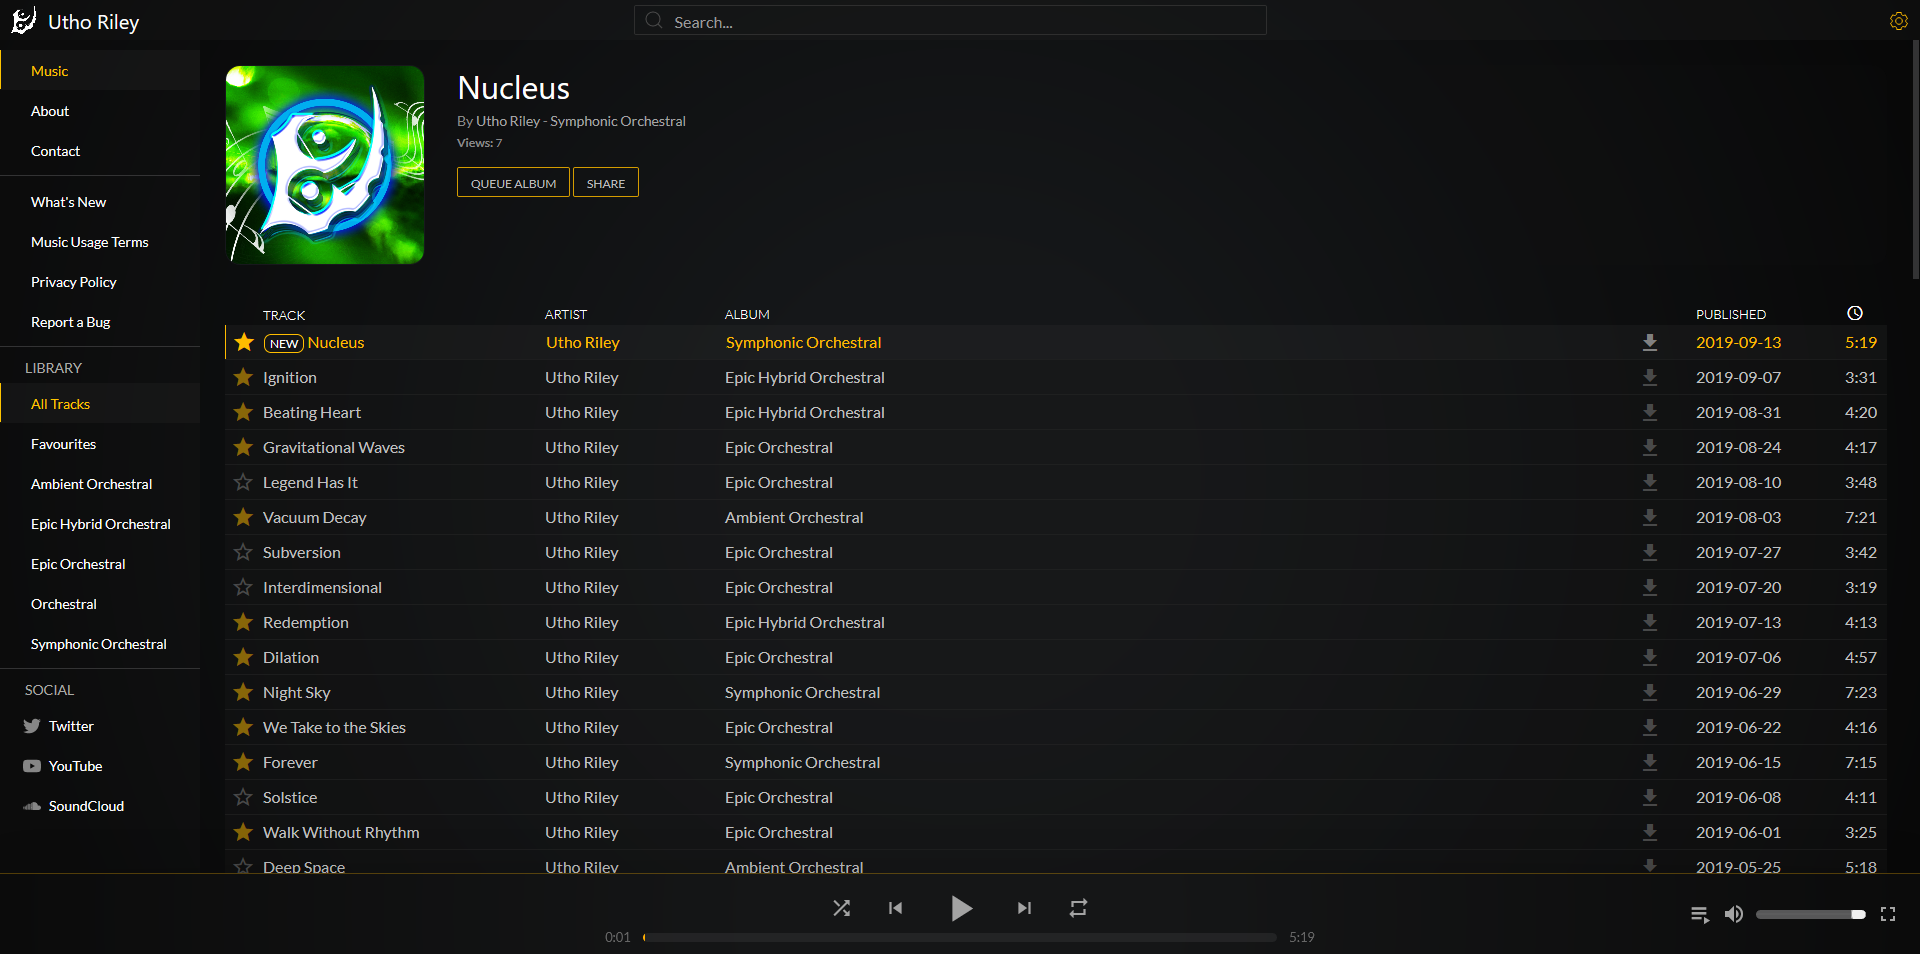 Utho Riley
Search...
Music
About
Contact
What's New
Music Usage Terms
Privacy Policy
Report a Bug
LIBRARY
All Tracks
Favourites
Ambient Orchestral
Epic Hybrid Orchestral
Epic Orchestral
Orchestral
Symphonic Orchestral
SOCIAL
Twitter
YouTube
SoundCloud
Nucleus
By Utho Riley - Symphonic Orchestral
Views: 7
QUEUE ALBUM SHARE
TRACK ARTIST ALBUM PUBLISHED
NEW Nucleus Utho Riley Symphonic Orchestral 2019-09-13 5:19
Ignition Utho Riley Epic Hybrid Orchestral 2019-09-07 3:31
Beating Heart Utho Riley Epic Hybrid Orchestral 2019-08-31 4:20
Gravitational Waves Utho Riley Epic Orchestral 2019-08-24 4:17
Legend Has It Utho Riley Epic Orchestral 2019-08-10 3:48
Vacuum Decay Utho Riley Ambient Orchestral 2019-08-03 7:21
Subversion Utho Riley Epic Orchestral 2019-07-27 3:42
Interdimensional Utho Riley Epic Orchestral 2019-07-20 3:19
Redemption Utho Riley Epic Hybrid Orchestral 2019-07-13 4:13
Dilation Utho Riley Epic Orchestral 2019-07-06 4:57
Night Sky Utho Riley Symphonic Orchestral 2019-06-29 7:23
We Take to the Skies Utho Riley Epic Orchestral 2019-06-22 4:16
Forever Utho Riley Symphonic Orchestral 2019-06-15 7:15
Solstice Utho Riley Epic Orchestral 2019-06-08 4:11
Walk Without Rhythm Utho Riley Epic Orchestral 2019-06-01 3:25
Deep Space Utho Riley Ambient Orchestral 2019-05-25 5:18
0:01 5:19